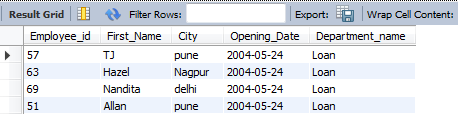 Result Grid Filter Rows: Export: Wrap Cell Content:
Employee_id First_Name City Opening_Date Department_name
57 TJ pune 2004-05-24 Loan
63 Hazel Nagpur 2004-05-24 Loan
69 Nandita delhi 2004-05-24 Loan
51 Allan pune 2004-05-24 Loan